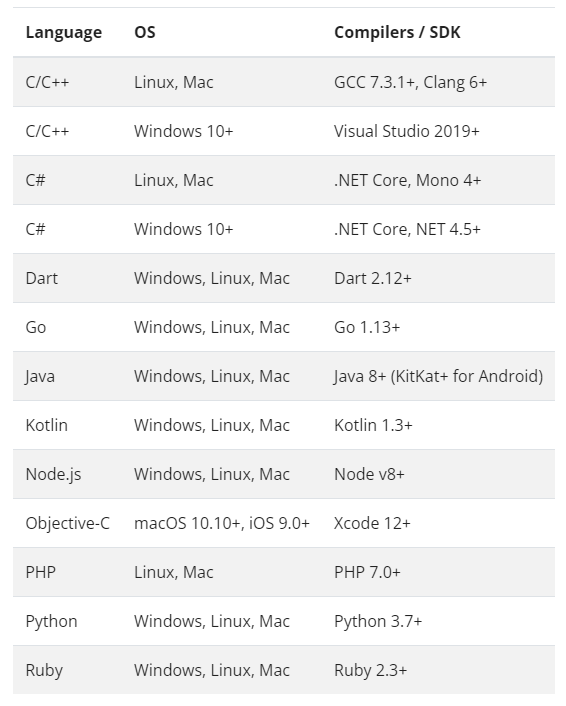 Language OS Compilers / SDK
C/C++ Linux, Mac GCC 7.3.1+, Clang 6+
C/C++ Windows 10+ Visual Studio 2019+
C# Linux, Mac .NET Core, Mono 4+
C# Windows 10+ .NET Core, NET 4.5+
Dart Windows, Linux, Mac Dart 2.12+
Go Windows, Linux, Mac Go 1.13+
Java Windows, Linux, Mac Java 8+ (KitKat+ for Android)
Kotlin Windows, Linux, Mac Kotlin 1.3+
Node.js Windows, Linux, Mac Node v8+
Objective-C macOS 10.10+, iOS 9.0+ Xcode 12+
PHP Linux, Mac PHP 7.0+
Python Windows, Linux, Mac Python 3.7+
Ruby Windows, Linux, Mac Ruby 2.3+